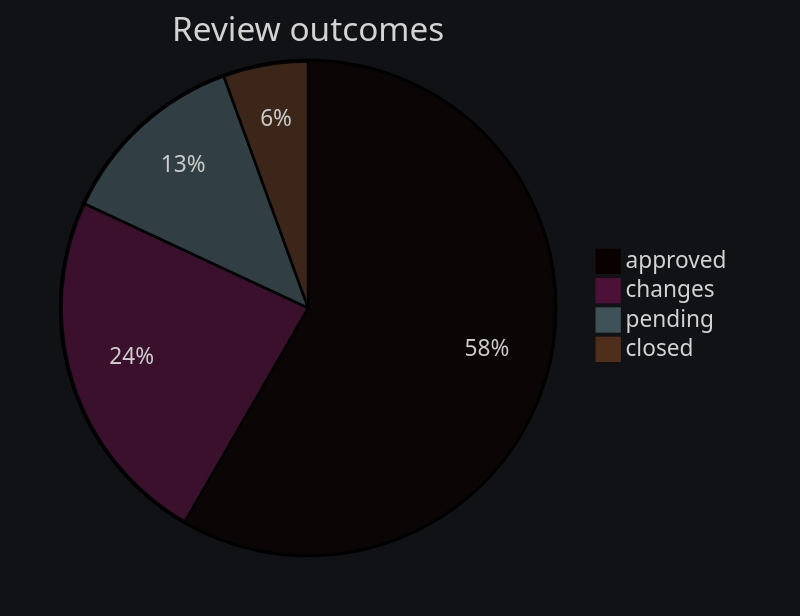 Review outcomes
6%
13%
24%
58%
approved
changes
pending
closed